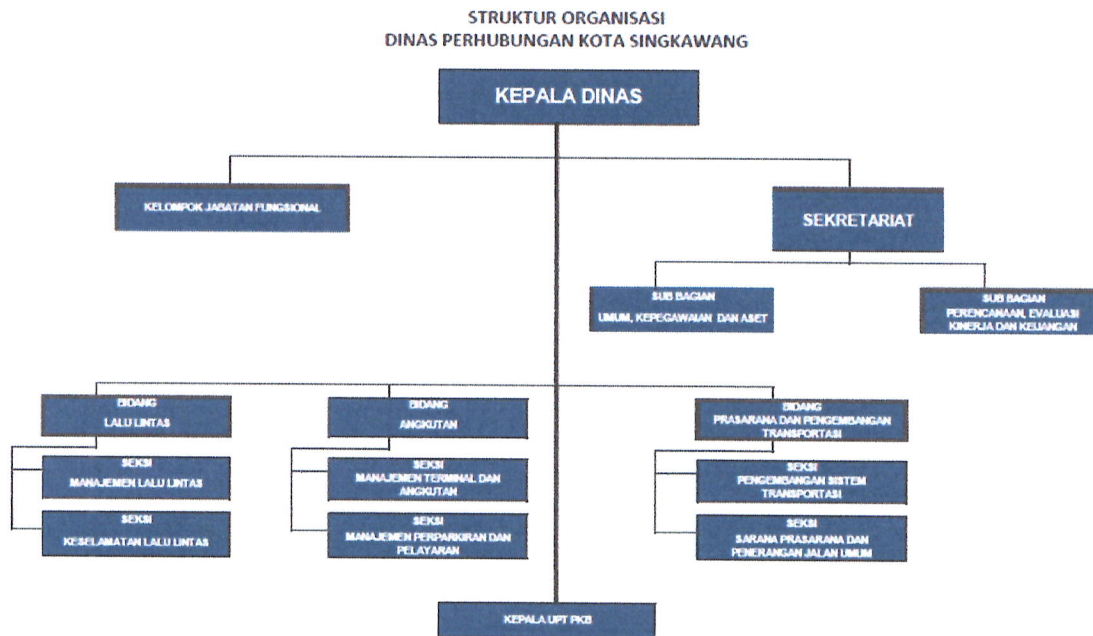 STRUKTUR ORGANISASI
DINAS PERHUBUNGAN KOTA SINGKAWANG
KEPALA DINAS
KELOMPOK JABATAN FUNGSIONAL
SEKRETARIAT
SUB BAGIAN
UMUM, KEPEGAWAIAN DAN ASET
SUB BAGIAN
PERENCANAAN, EVALUASI
KINERJA DAN KEUANGAN
BIDANG
LALU LINTAS
BIDANG
ANGKUTAN
BIDANG
PRASARANA DAN PENGEMBANGAN
TRANSPORTASI
SEKSI
MANAJEMEN LALU LINTAS
SEKSI
MANAJEMEN TERMINAL DAN
ANGKUTAN
SEKSI
PENGEMBANGAN SISTEM
TRANSPORTASI
SEKSI
KESELAMATAN LALU LINTAS
SEKSI
MANAJEMEN PERPARKIRAN DAN
PELAYARAN
SEKSI
SARANA PRASARANA DAN
PENERANGAN JALAN UMUM
KEPALA UPT PKB